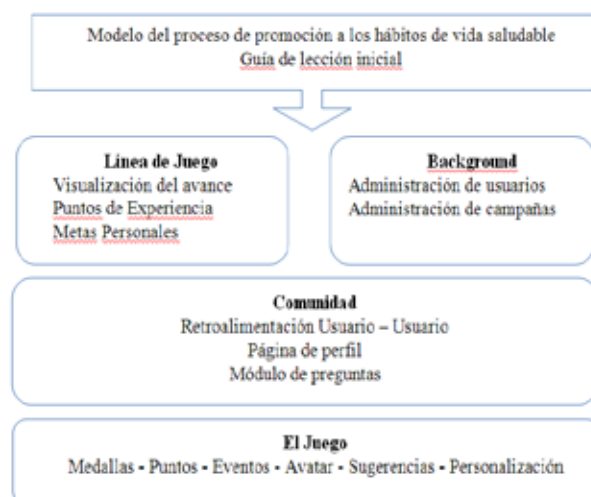 Modelo del proceso de promoción a los hábitos de vida saludable
Guía de lección inicial
Línea de Juego
Visualización del avance
Puntos de Experiencia
Metas Personales
Background
Administración de usuarios
Administración de campañas
Comunidad
Retroalimentación Usuario – Usuario
Página de perfil
Módulo de preguntas
El Juego
Medallas - Puntos - Eventos - Avatar - Sugerencias - Personalización